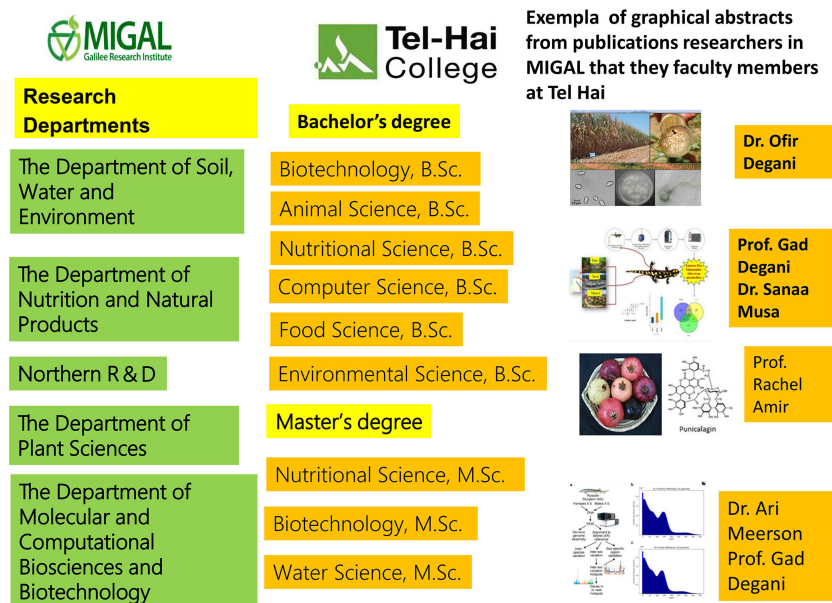 MIGAL
Galilee Research Institute
Research
Departments
The Department of Soil,
Water and
Environment
The Department of
Nutrition and Natural
Products
Northern R & D
The Department of
Plant Sciences
The Department of
Molecular and
Computational
Biosciences and
Biotechnology
Tel-Hai
College
Bachelor's degree
Biotechnology, B.Sc.
Animal Science, B.Sc.
Nutritional Science, B.Sc.
Computer Science, B.Sc.
Food Science, B.Sc.
Environmental Science, B.Sc.
Master's degree
Nutritional Science, M.Sc.
Biotechnology, M.Sc.
Water Science, M.Sc.
Exempla of graphical abstracts
from publications researchers in
MIGAL that they faculty members
at Tel Hai
Dr. Ofir
Degani
Prof. Gad
Degani
Dr. Sanaa
Musa
Prof.
Rachel
Amir
Punicalagin
Dr. Ari
Meerson
Prof. Gad
Degani